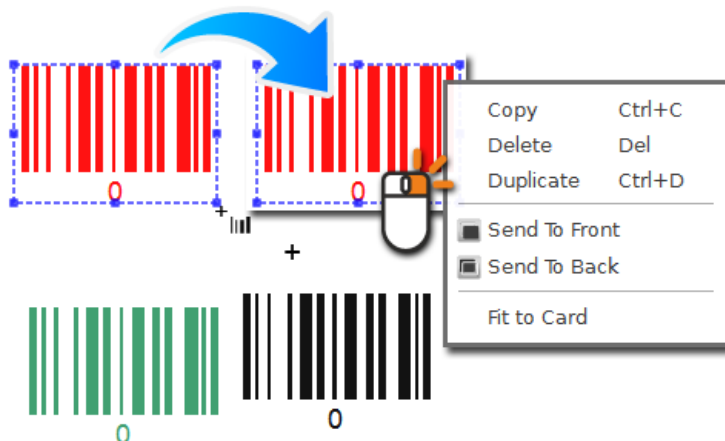 0
0
Copy Ctrl+C
Delete Del
Duplicate Ctrl+D
Send To Front
Send To Back
Fit to Card
0
0